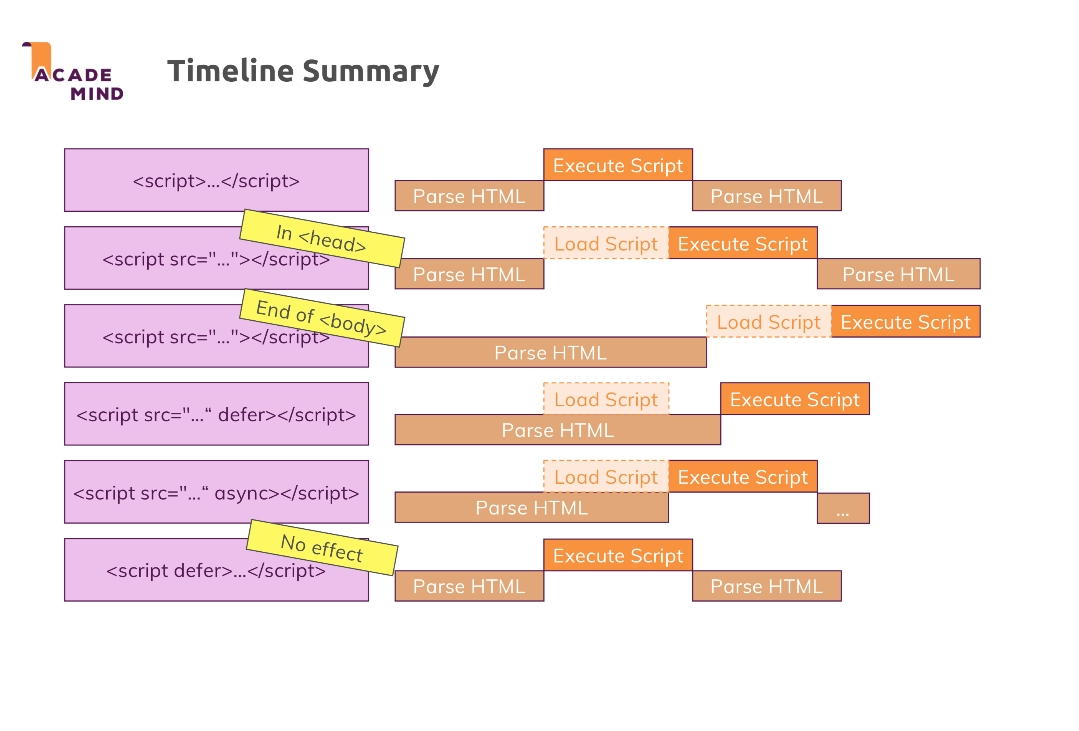 ACADE
MIND
Timeline Summary
<script>...</script>
Execute Script
Parse HTML
Parse HTML
In <head>
<script src="..."></script>
Load Script
Execute Script
Parse HTML
Parse HTML
End of <body>
<script src="..."></script>
Load Script
Execute Script
Parse HTML
<script src="...“ defer></script>
Load Script
Execute Script
Parse HTML
<script src="...“ async></script>
Load Script
Execute Script
Parse HTML
...
No effect
<script defer>...</script>
Execute Script
Parse HTML
Parse HTML